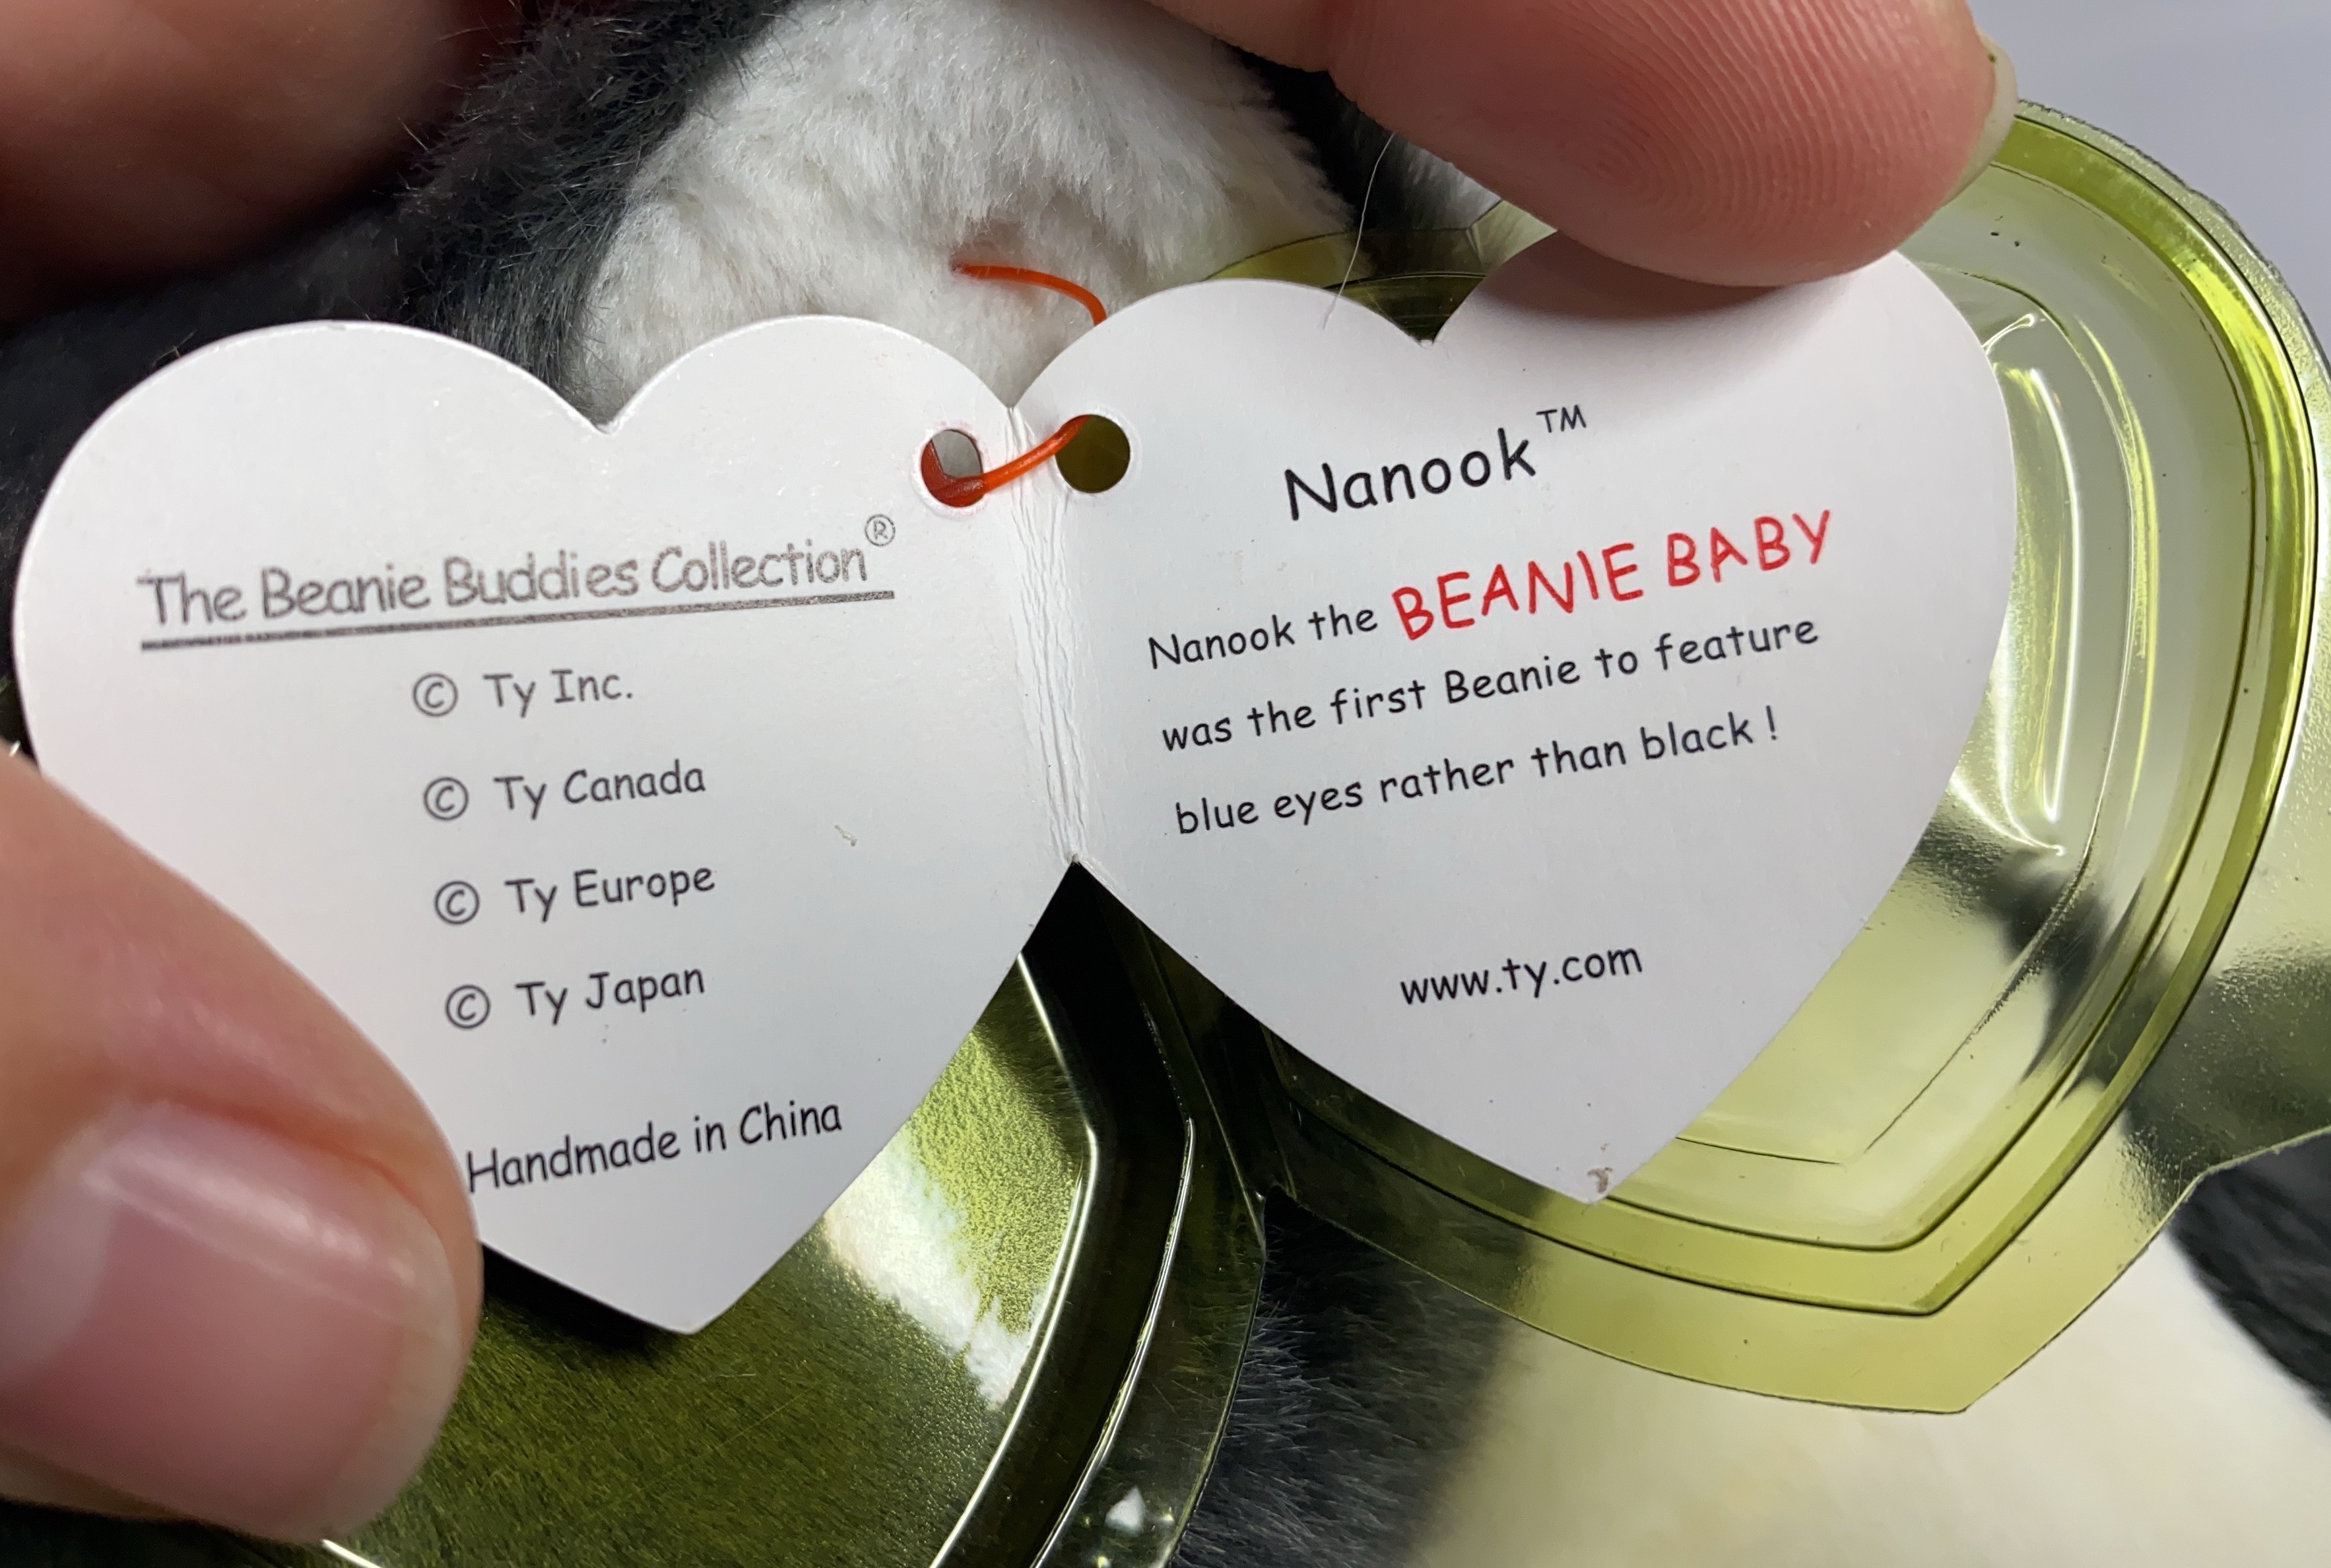 The Beanie Buddies Collection®
© Ty Inc.
© Ty Canada
© Ty Europe
© Ty Japan
Handmade in China
Nanook™
Nanook the BEANIE BABY
was the first Beanie to feature
blue eyes rather than black !
www.ty.com